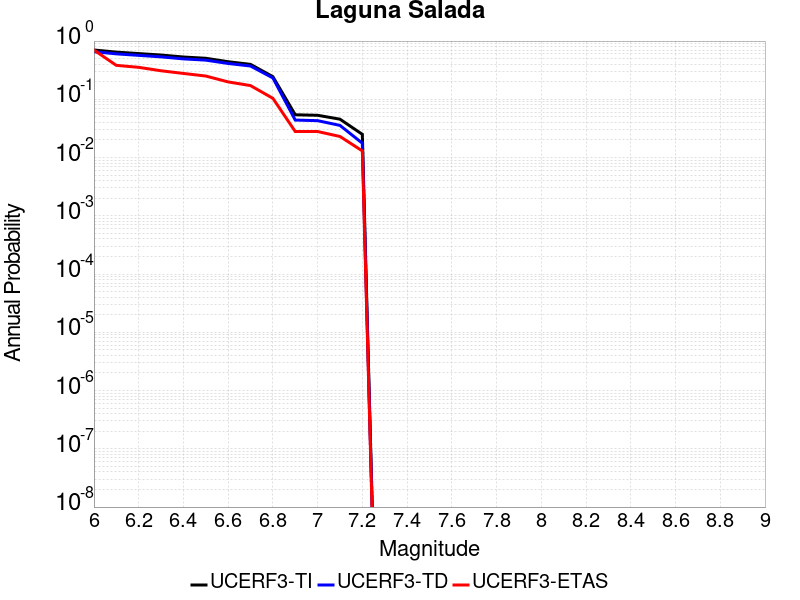 Laguna Salada
10 0
10 -1
10 -2
10 -3
10 -4
10 -5
10 -6
10 -7
10 -8
Annual Probability
6 6.2 6.4 6.6 6.8 7 7.2 7.4 7.6 7.8 8 8.2 8.4 8.6 8.8 9
Magnitude
UCERF3-TI UCERF3-TD UCERF3-ETAS